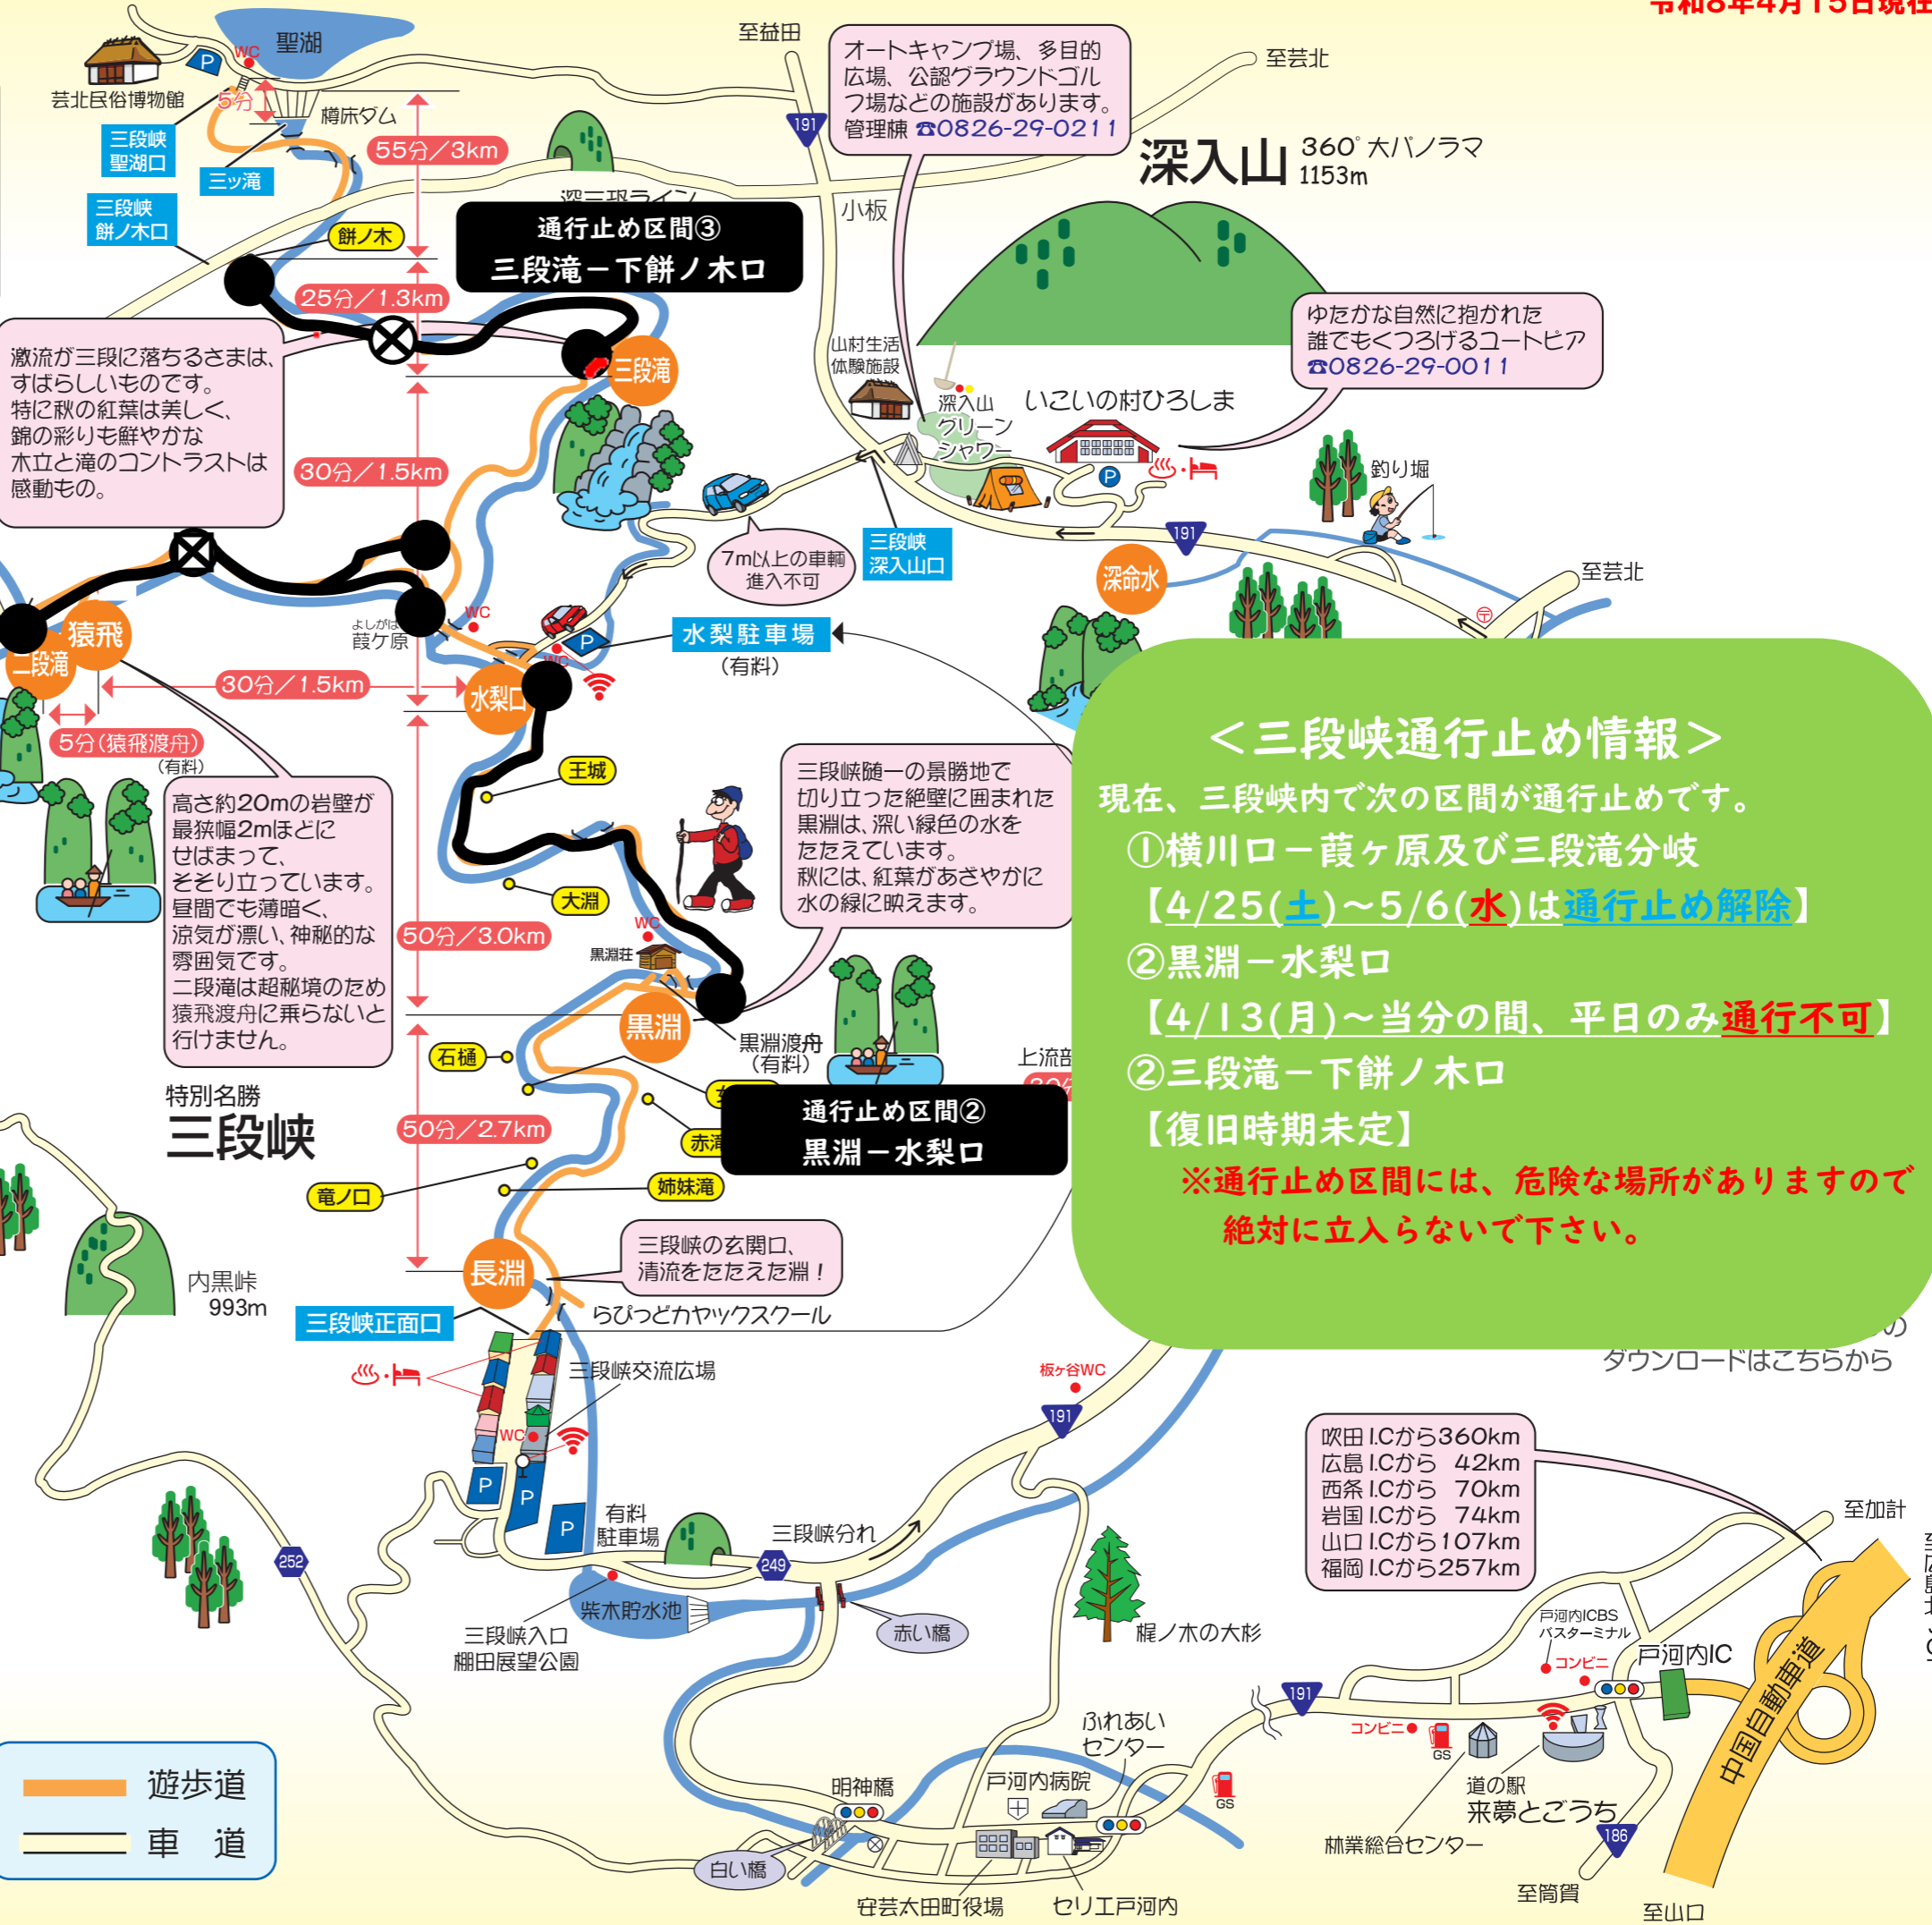 令和8年4月15日現在
聖湖
WC
P
芸北民俗博物館
5分
樽床ダム
三段峡
聖湖口
三ッ滝
55分／3km
三段峡
餅ノ木口
餅ノ木
至益田
191
オートキャンプ場、多目的
広場、公認グラウンドゴル
フ場などの施設があります。
管理棟 ☎0826-29-0211
至芸北
深入山
360°大パノラマ
1153m
小板
通行止め区間③
三段滝－下餅ノ木口
25分／1.3km
激流が三段に落ちるさまは、
すばらしいものです。
特に秋の紅葉は美しく、
錦の彩りも鮮やかな
木立と滝のコントラストは
感動もの。
三段滝
30分／1.5km
山村生活
体験施設
深入山
グリーン
シャワー
いこいの村ひろしま
P
ゆたかな自然に抱かれた
誰でもくつろげるユートピア
☎0826-29-0011
釣り堀
7m以上の車輌
進入不可
三段峡
深入山口
191
深命水
至芸北
〒
猿飛
二段滝
よしがはら
葭ケ原
WC
P
WC
水梨駐車場
(有料)
水梨口
30分／1.5km
5分(猿飛渡舟)
(有料)
高さ約20mの岩壁が
最狭幅2mほどに
せばまって、
そそり立っています。
昼間でも薄暗く、
涼気が漂い、神秘的な
雰囲気です。
二段滝は超秘境のため
猿飛渡舟に乗らないと
行けません。
王城
大淵
三段峡随一の景勝地で
切り立った絶壁に囲まれた
黒淵は、深い緑色の水を
たたえています。
秋には、紅葉があざやかに
水の緑に映えます。
50分／3.0km
WC
黒淵荘
黒淵
黒淵渡舟
(有料)
上流部
石樋
赤滝
通行止め区間②
黒淵－水梨口
＜三段峡通行止め情報＞
現在、三段峡内で次の区間が通行止めです。
①横川口－葭ヶ原及び三段滝分岐
【4/25(土)～5/6(水)は通行止め解除】
②黒淵－水梨口
【4/13(月)～当分の間、平日のみ通行不可】
②三段滝－下餅ノ木口
【復旧時期未定】
※通行止め区間には、危険な場所がありますので
絶対に立入らないで下さい。
特別名勝
三段峡
50分／2.7km
竜ノ口
姉妹滝
長淵
三段峡の玄関口、
清流をたたえた淵！
内黒峠
993m
三段峡正面口
らぴっどカヤックスクール
三段峡交流広場
WC
P
P
P
の
ダウンロードはこちらから
板ヶ谷WC
191
吹田 I.Cから360km
広島 I.Cから 42km
西条 I.Cから 70km
岩国 I.Cから 74km
山口 I.Cから107km
福岡 I.Cから257km
有料
駐車場
三段峡分れ
249
252
柴木貯水池
三段峡入口
棚田展望公園
赤い橋
梶ノ木の大杉
至加計
戸河内ICBS
バスターミナル
コンビニ
戸河内IC
中国自動車道
191
コンビニ
GS
ふれあい
センター
GS
道の駅
来夢とごうち
林業総合センター
186
至筒賀
至山口
明神橋
戸河内病院
白い橋
安芸太田町役場
セリエ戸河内
遊歩道
車 道